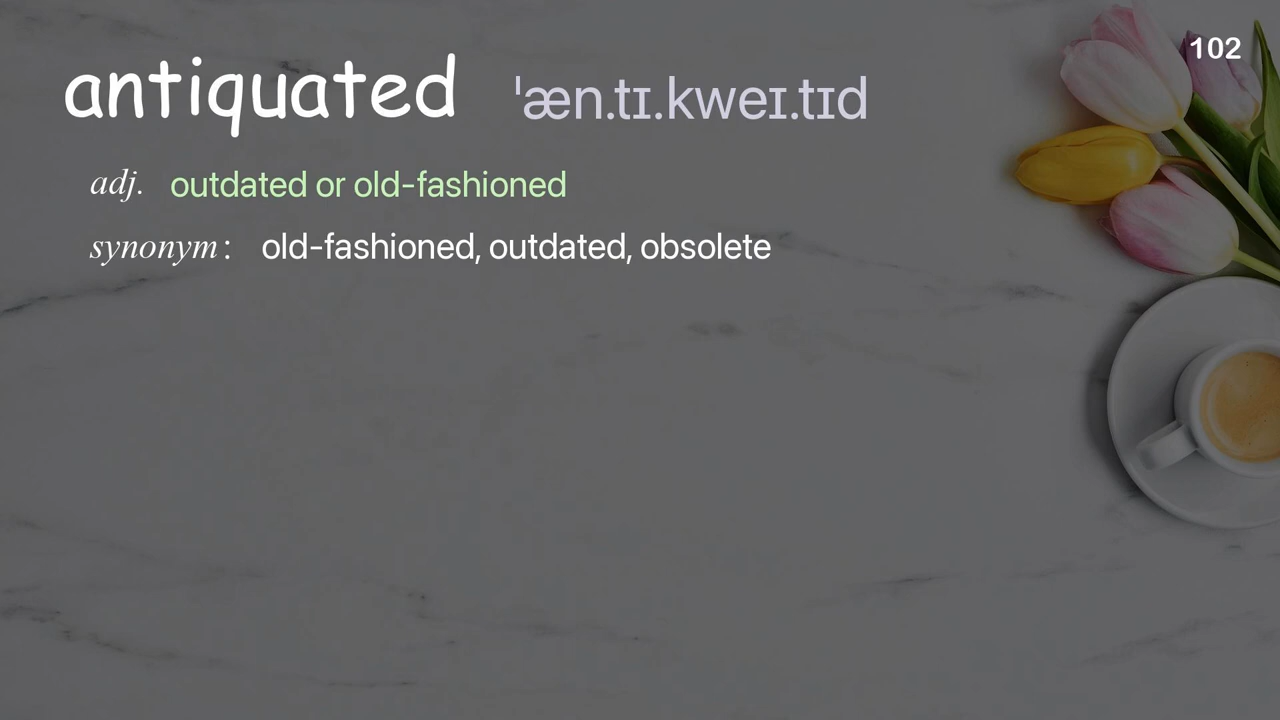 102
antiquated ˈæn.tɪ.kweɪ.tɪd
adj. outdated or old-fashioned
synonym: old-fashioned, outdated, obsolete